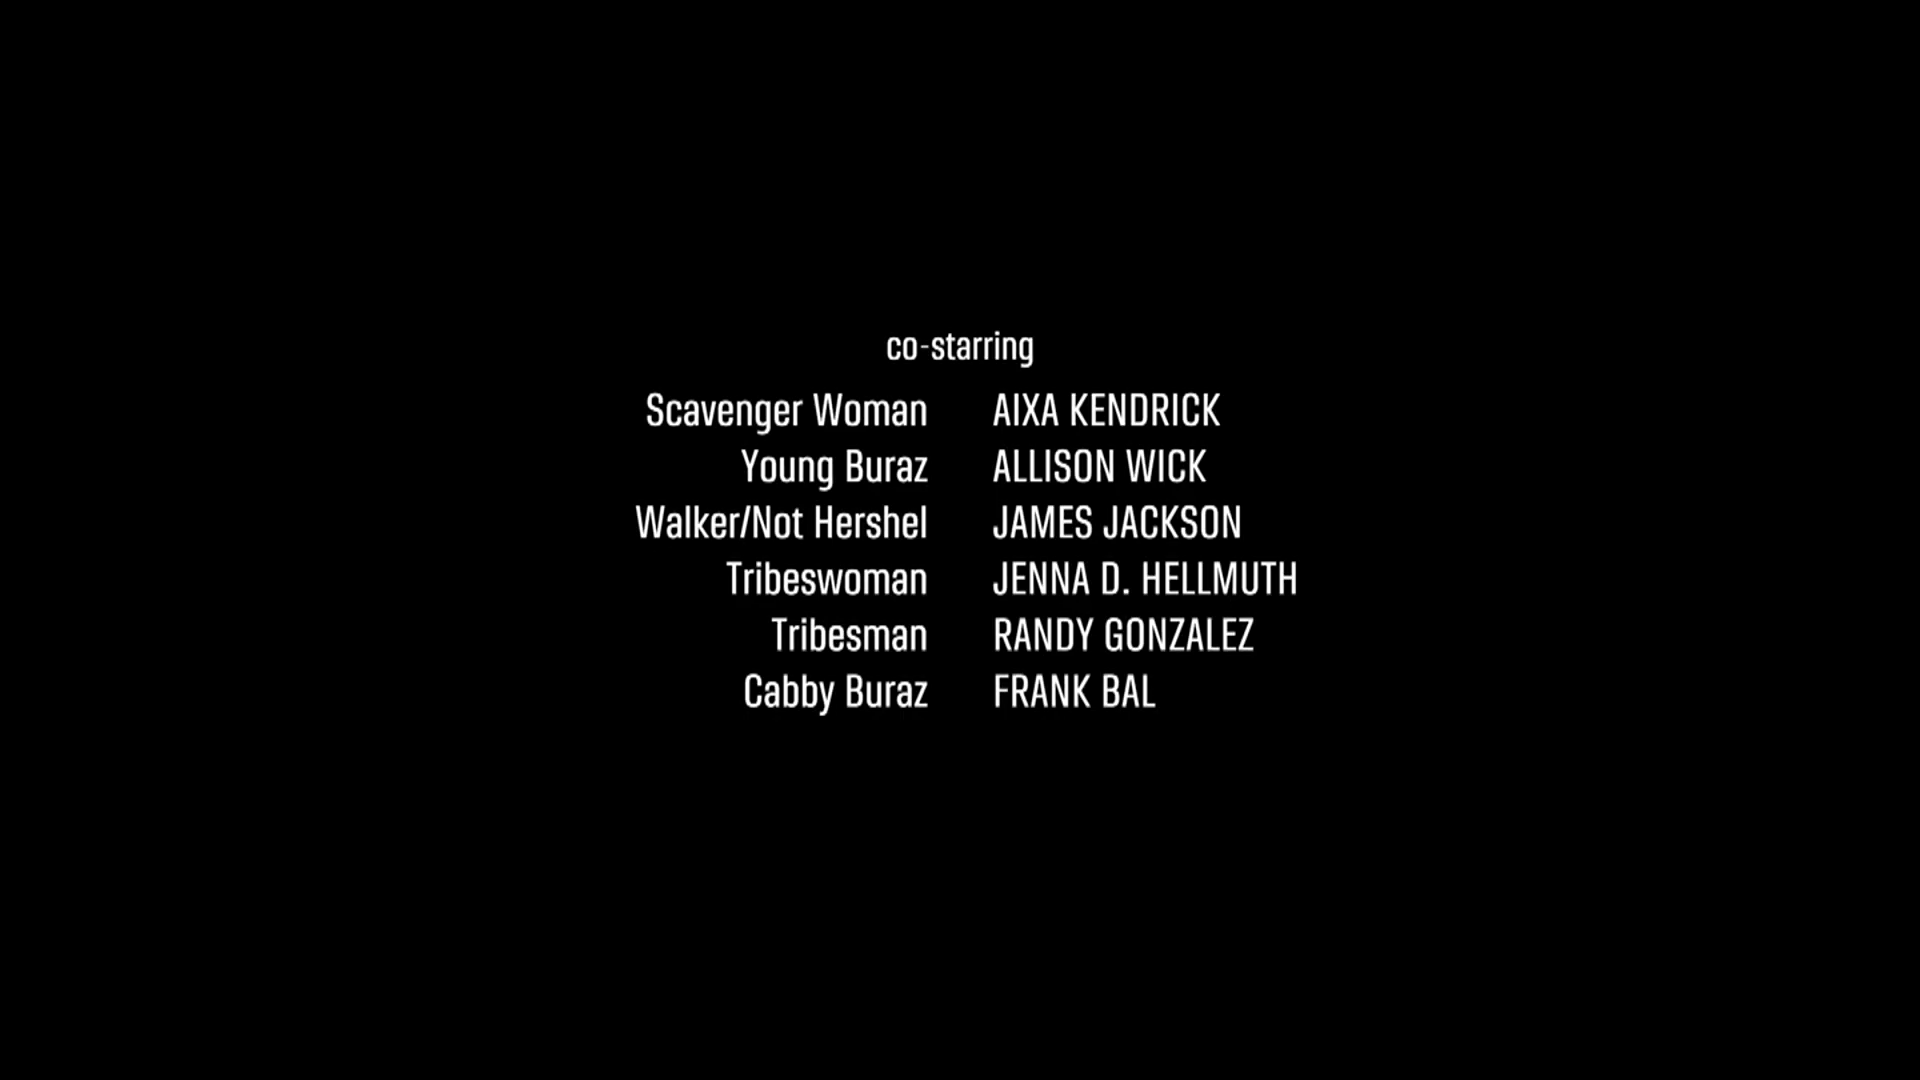 co-starring
Scavenger Woman AIXA KENDRICK
Young Buraz ALLISON WICK
Walker/Not Hershel JAMES JACKSON
Tribeswoman JENNA D. HELLMUTH
Tribesman RANDY GONZALEZ
Cabby Buraz FRANK BAL